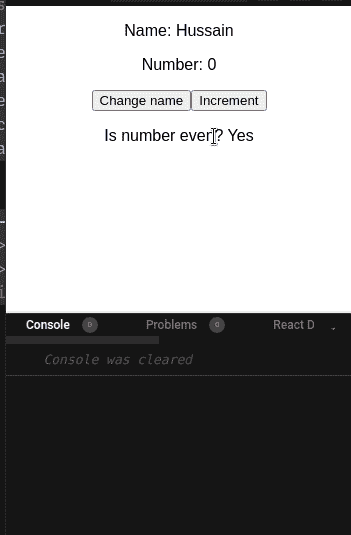 Name: Hussain
Number: 0
Change name Increment
Is number even? Yes
Console 0 Problems 0 React D
Console was cleared